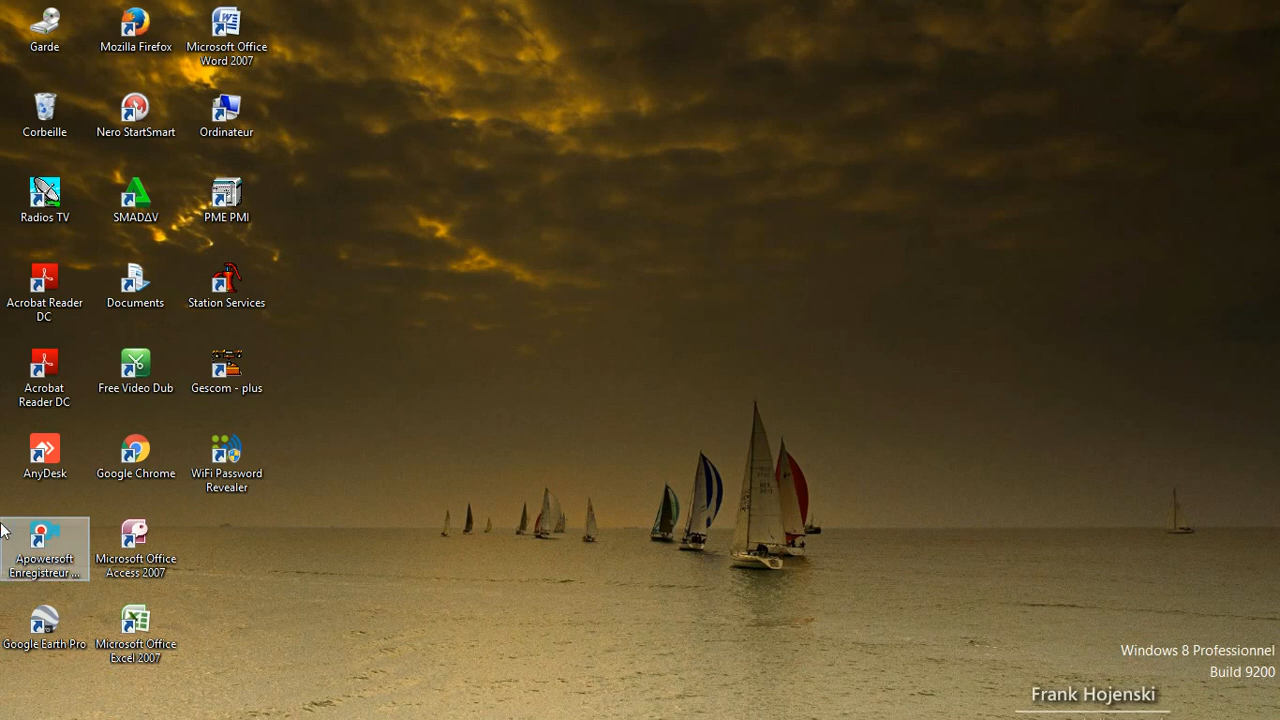 Garde
Mozilla Firefox
Microsoft Office
Word 2007
Corbeille
Nero StartSmart
Ordinateur
Radios TV
SMADΔV
PME PMI
Acrobat Reader
DC
Documents
Station Services
Acrobat
Reader DC
Free Video Dub
Gescom - plus
AnyDesk
Google Chrome
WiFi Password
Revealer
Apowersoft
Enregistreur ...
Microsoft Office
Access 2007
Google Earth Pro
Microsoft Office
Excel 2007
Windows 8 Professionnel
Build 9200
Frank Hojenski